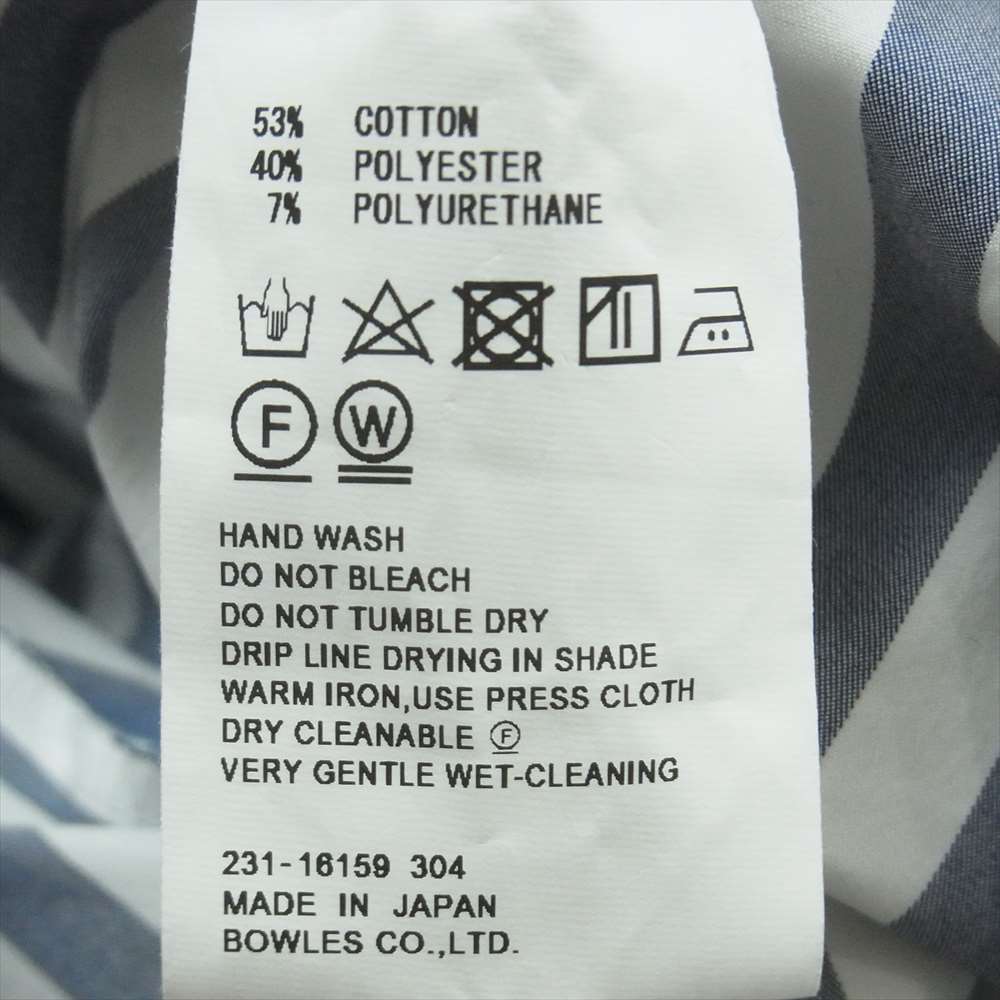 53% COTTON
40% POLYESTER
7% POLYURETHANE
F W
HAND WASH
DO NOT BLEACH
DO NOT TUMBLE DRY
DRIP LINE DRYING IN SHADE
WARM IRON,USE PRESS CLOTH
DRY CLEANABLE Ⓕ
VERY GENTLE WET-CLEANING
231-16159 304
MADE IN JAPAN
BOWLES CO.,LTD.